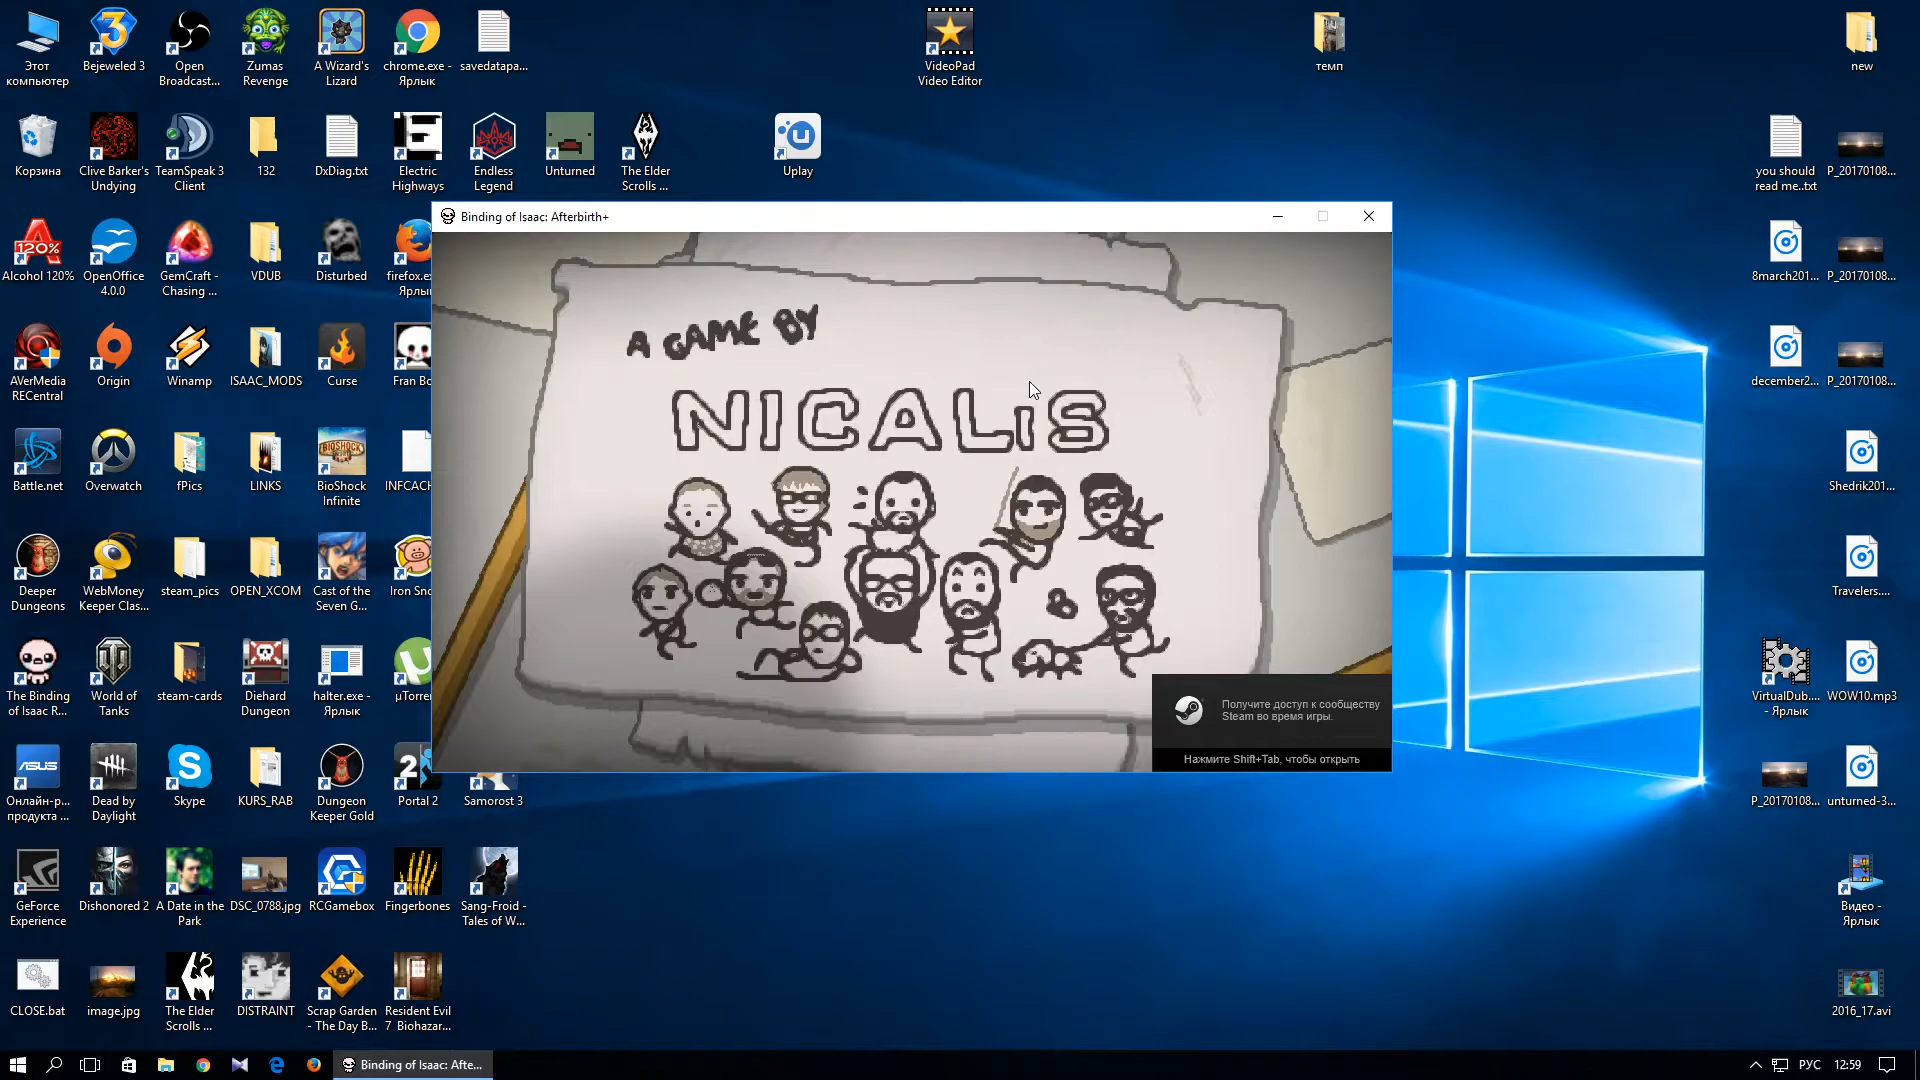 Этот
компьютер
Bejeweled 3
Open
Broadcast...
Zumas
Revenge
A Wizard's
Lizard
chrome.exe -
Ярлык
savedatapa...
VideoPad
Video Editor
темп
new
Корзина
Clive Barker's
Undying
TeamSpeak 3
Client
132
DxDiag.txt
Electric
Highways
Endless
Legend
Unturned
The Elder
Scrolls ...
Uplay
you should
read me..txt
P_20170108...
Binding of Isaac: Afterbirth+
Alcohol 120%
OpenOffice
4.0.0
GemCraft -
Chasing ...
VDUB
Disturbed
firefox.ex
Ярлы
8march201...
P_20170108...
A GAME BY
NICALiS
AVerMedia
RECentral
Origin
Winamp
ISAAC_MODS
Curse
Fran Bo
december2...
P_20170108...
Battle.net
Overwatch
fPics
LINKS
BioShock
Infinite
INFCACH
Shedrik201...
Deeper
Dungeons
WebMoney
Keeper Clas...
steam_pics
OPEN_XCOM
Cast of the
Seven G...
Iron Sno
Travelers....
The Binding
of Isaac R...
World of
Tanks
steam-cards
Diehard
Dungeon
halter.exe -
Ярлык
µTorren
VirtualDub....
- Ярлык
WOW10.mp3
Получите доступ к сообществу
Steam во время игры.
Нажмите Shift+Tab, чтобы открыть
Онлайн-р...
продукта ...
Dead by
Daylight
Skype
KURS_RAB
Dungeon
Keeper Gold
Portal 2
Samorost 3
P_20170108...
unturned-3...
GeForce
Experience
Dishonored 2
A Date in the
Park
DSC_0788.jpg
RCGamebox
Fingerbones
Sang-Froid -
Tales of W...
Видео -
Ярлык
CLOSE.bat
image.jpg
The Elder
Scrolls ...
DISTRAINT
Scrap Garden
- The Day B...
Resident Evil
7 Biohazar...
2016_17.avi
Binding of Isaac: Afte...
РУС
12:59